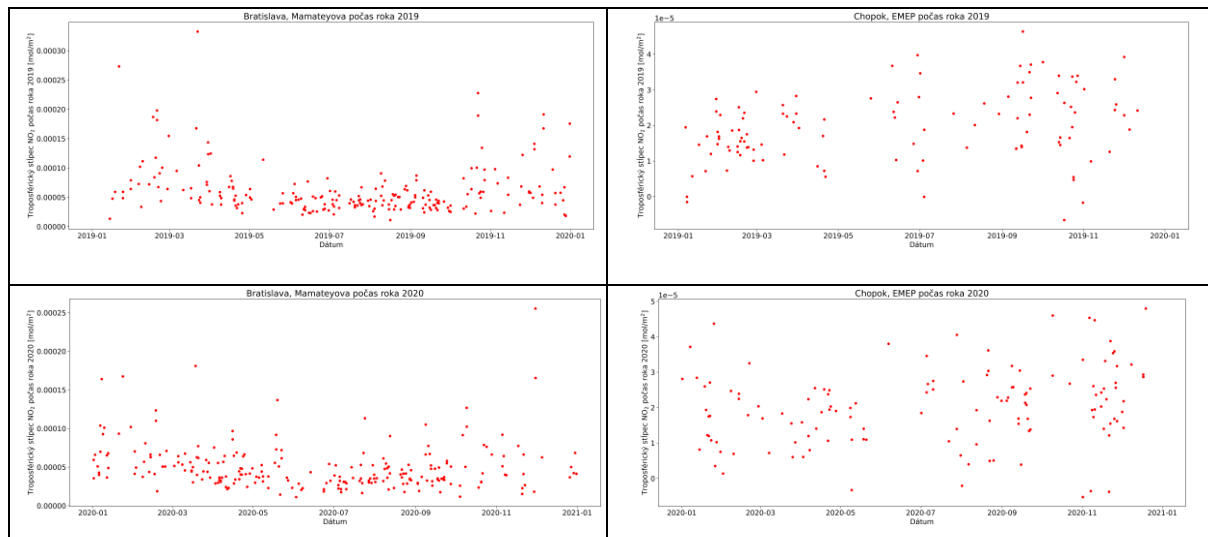 Bratislava, Mamateyova počas roka 2019
Troposférický stĺpec NO₂ počas roka 2019 [mol/m²]
0.00030
0.00025
0.00020
0.00015
0.00010
0.00005
0.00000
2019-01 2019-03 2019-05 2019-07 2019-09 2019-11 2020-01
Dátum
Chopok, EMEP počas roka 2019
1e−5
Troposférický stĺpec NO₂ počas roka 2019 [mol/m²]
4
3
2
1
0
2019-01 2019-03 2019-05 2019-07 2019-09 2019-11 2020-01
Dátum
Bratislava, Mamateyova počas roka 2020
Troposférický stĺpec NO₂ počas roka 2020 [mol/m²]
0.00025
0.00020
0.00015
0.00010
0.00005
0.00000
2020-01 2020-03 2020-05 2020-07 2020-09 2020-11 2021-01
Dátum
Chopok, EMEP počas roka 2020
1e−5
Troposférický stĺpec NO₂ počas roka 2020 [mol/m²]
5
4
3
2
1
0
2020-01 2020-03 2020-05 2020-07 2020-09 2020-11 2021-01
Dátum